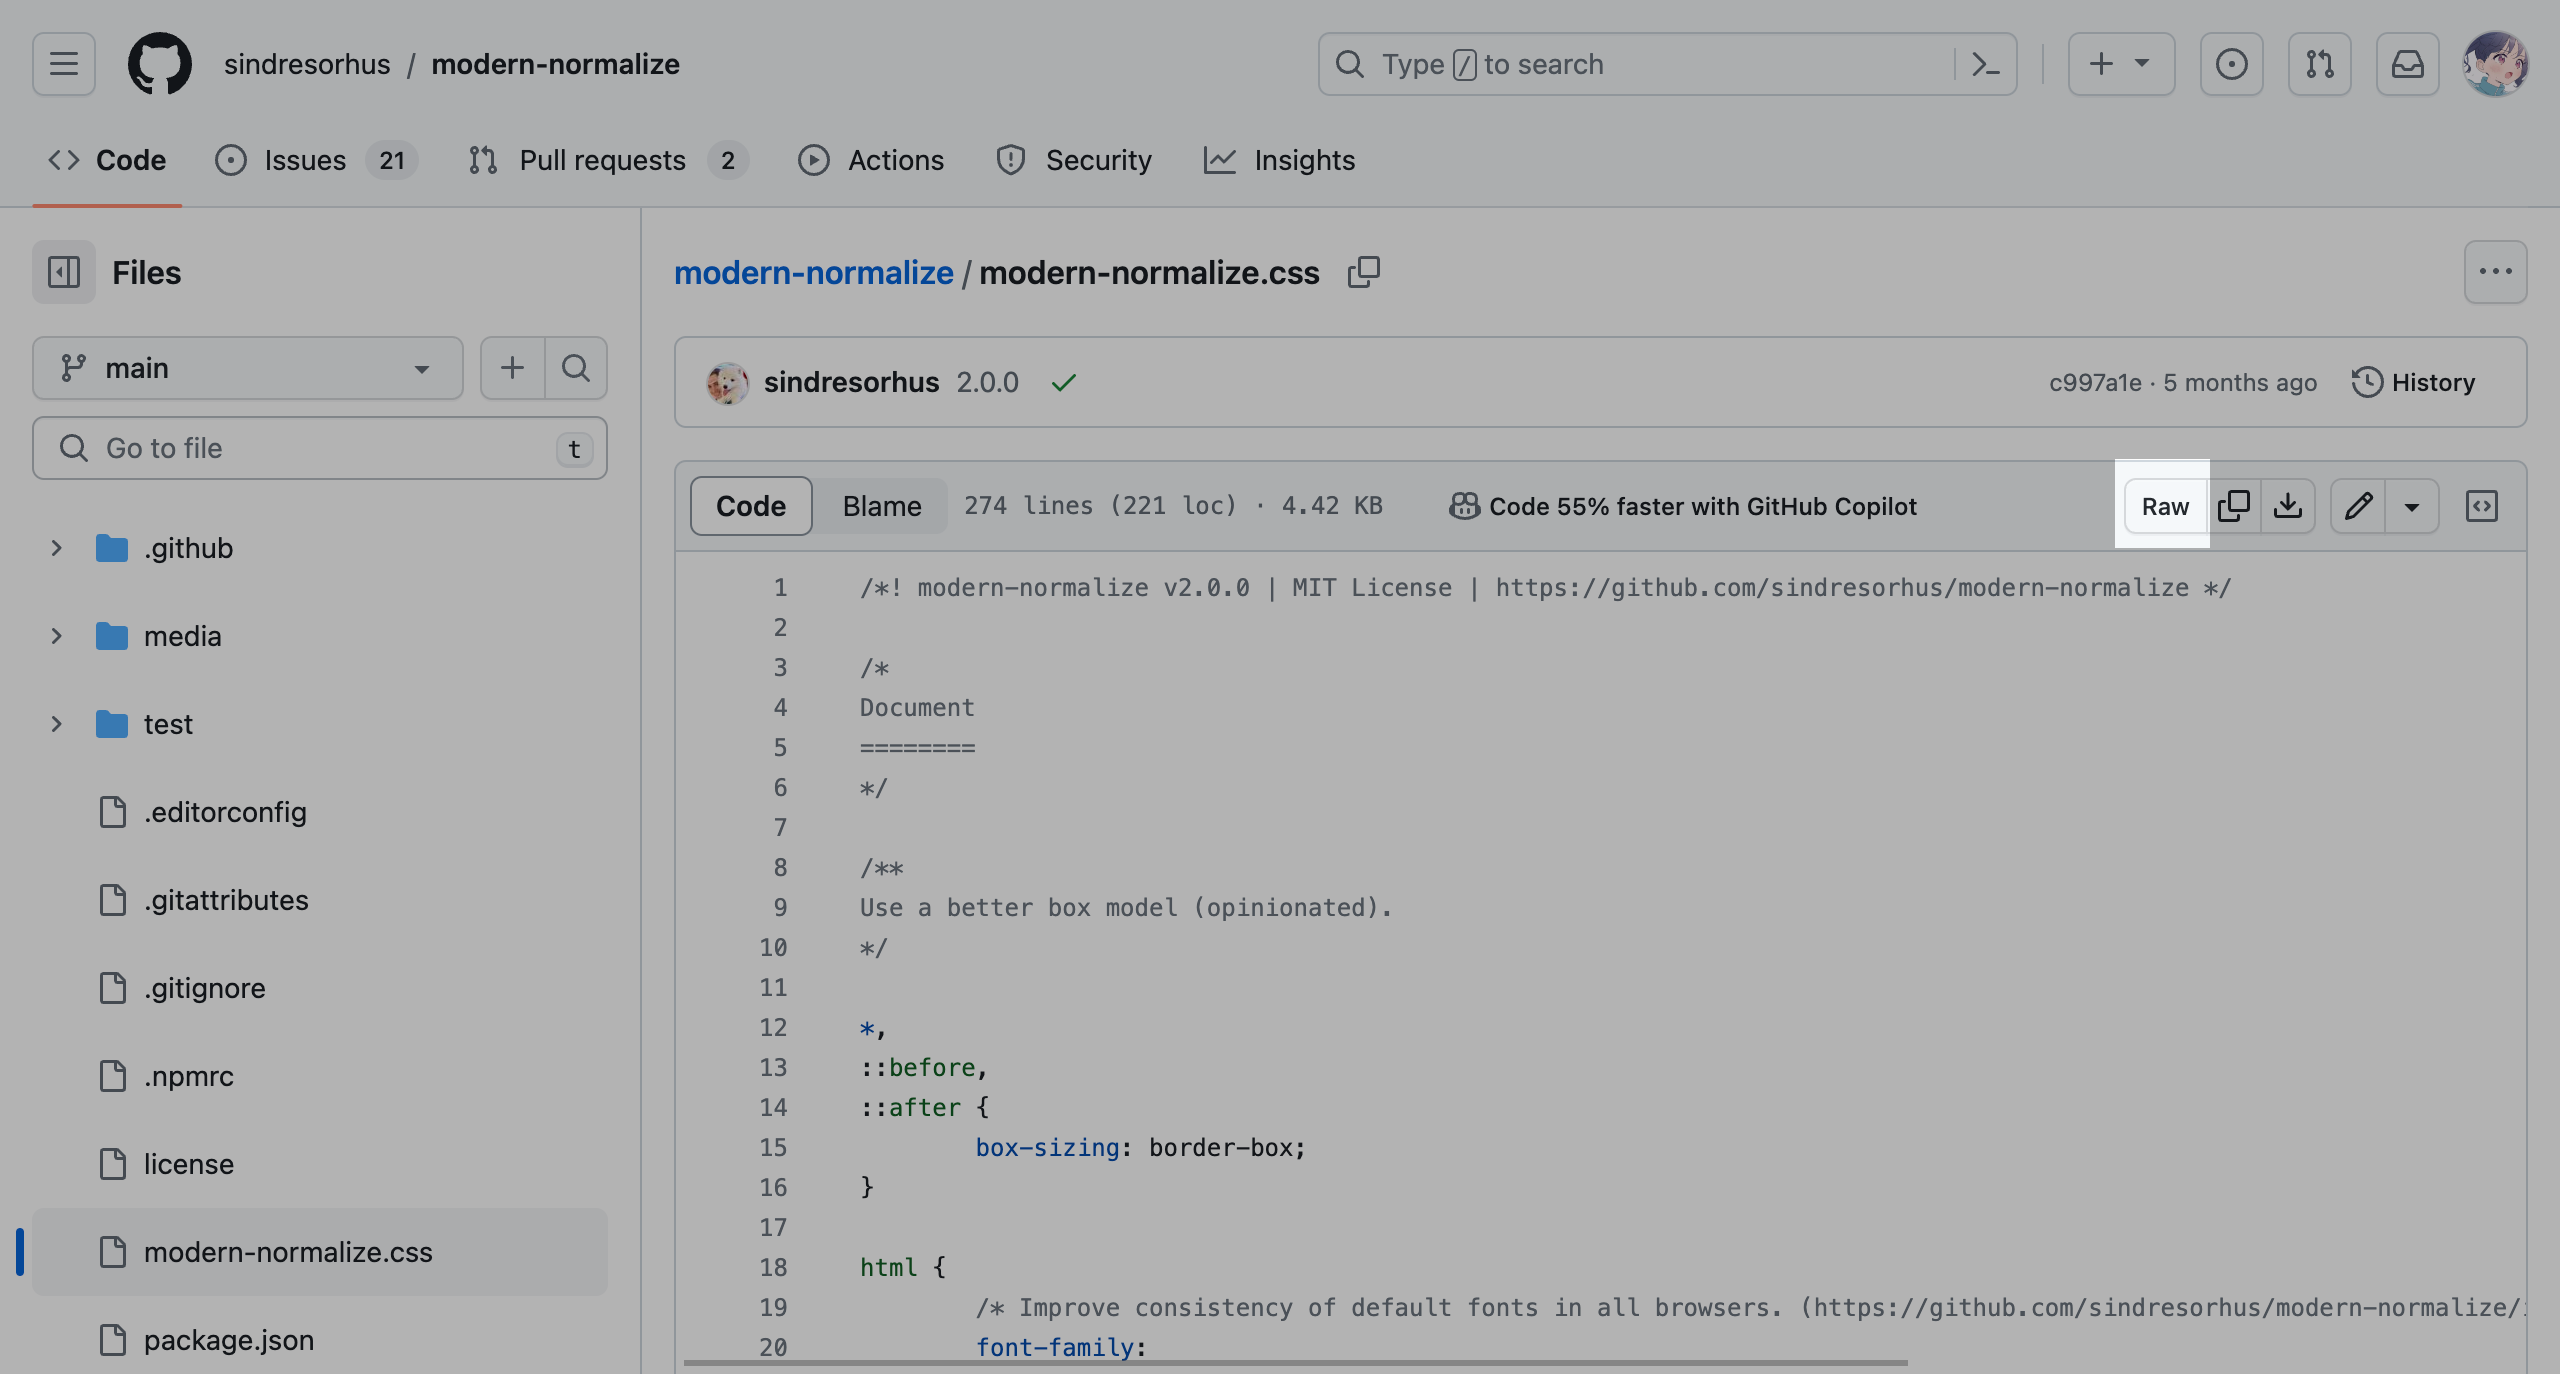 sindresorhus / modern-normalize
Type / to search
Code
Issues 21
Pull requests 2
Actions
Security
Insights
Files
main
Go to file t
.github
media
test
.editorconfig
.gitattributes
.gitignore
.npmrc
license
modern-normalize.css
package.json
modern-normalize / modern-normalize.css
sindresorhus 2.0.0
c997a1e · 5 months ago
History
Code
Blame
274 lines (221 loc) · 4.42 KB
Code 55% faster with GitHub Copilot
Raw
1 /*! modern-normalize v2.0.0 | MIT License | https://github.com/sindresorhus/modern-normalize */
2
3 /*
4 Document
5 ========
6 */
7
8 /**
9 Use a better box model (opinionated).
10 */
11
12 *,
13 ::before,
14 ::after {
15 box-sizing: border-box;
16 }
17
18 html {
19 /* Improve consistency of default fonts in all browsers. (https://github.com/sindresorhus/modern-normalize/
20 font-family: